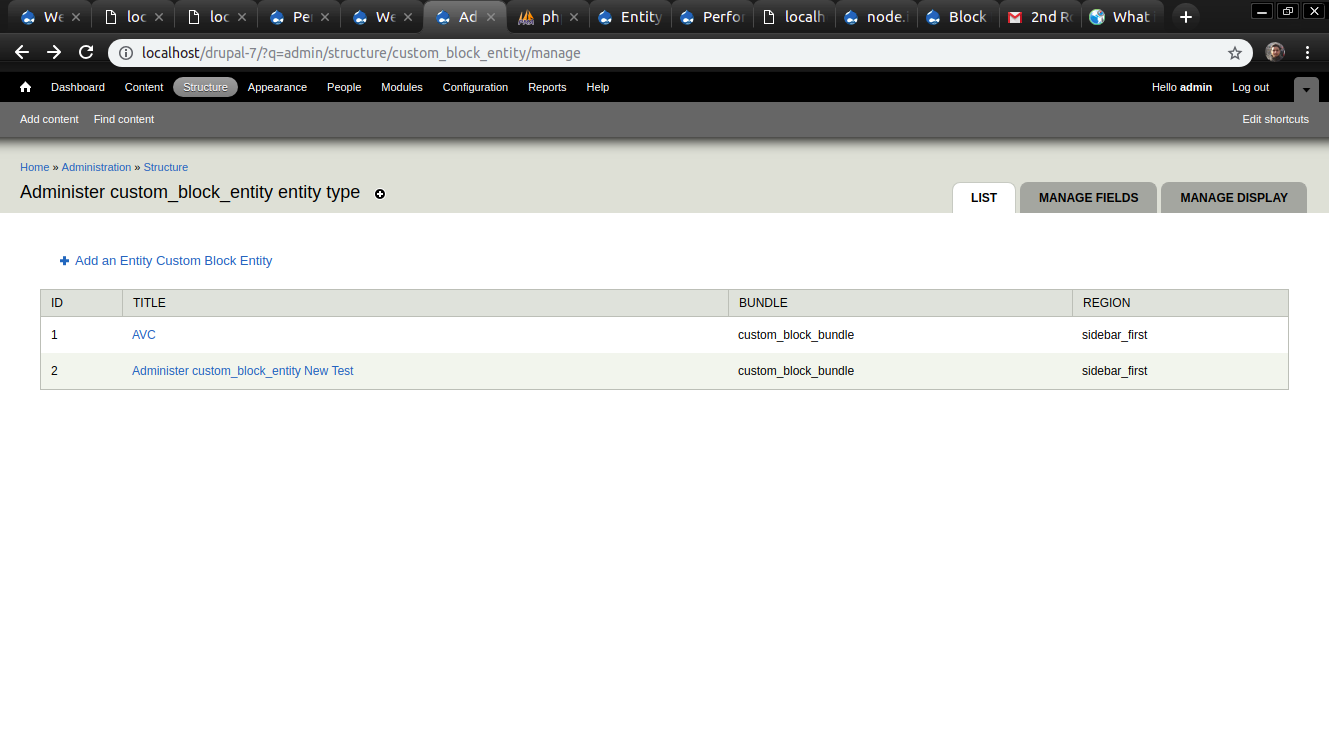 We loc loc Pe We Ad ph Entity Perfo localh node.i Block 2nd Ro What
localhost/drupal-7/?q=admin/structure/custom_block_entity/manage
Dashboard Content Structure Appearance People Modules Configuration Reports Help Hello admin Log out
Add content Find content Edit shortcuts
Home » Administration » Structure
Administer custom_block_entity entity type
LIST MANAGE FIELDS MANAGE DISPLAY
Add an Entity Custom Block Entity
ID TITLE BUNDLE REGION
1 AVC custom_block_bundle sidebar_first
2 Administer custom_block_entity New Test custom_block_bundle sidebar_first